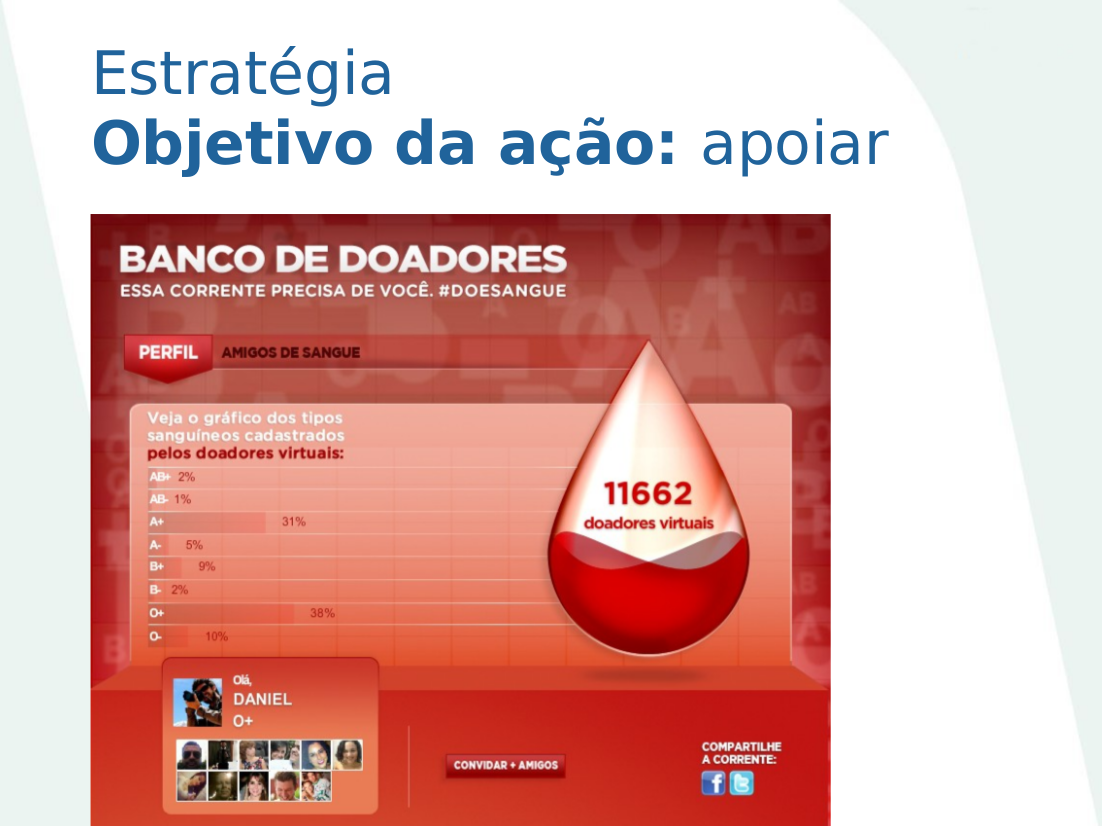 Estratégia
Objetivo da ação: apoiar
BANCO DE DOADORES
ESSA CORRENTE PRECISA DE VOCÊ. #DOESANGUE
PERFIL AMIGOS DE SANGUE
Veja o gráfico dos tipos
sanguíneos cadastrados
pelos doadores virtuais:
AB+ 2%
AB- 1%
A+ 31%
A- 5%
B+ 9%
B- 2%
O+ 38%
O- 10%
11662
doadores virtuais
Olá,
DANIEL
O+
CONVIDAR + AMIGOS
COMPARTILHE
A CORRENTE: